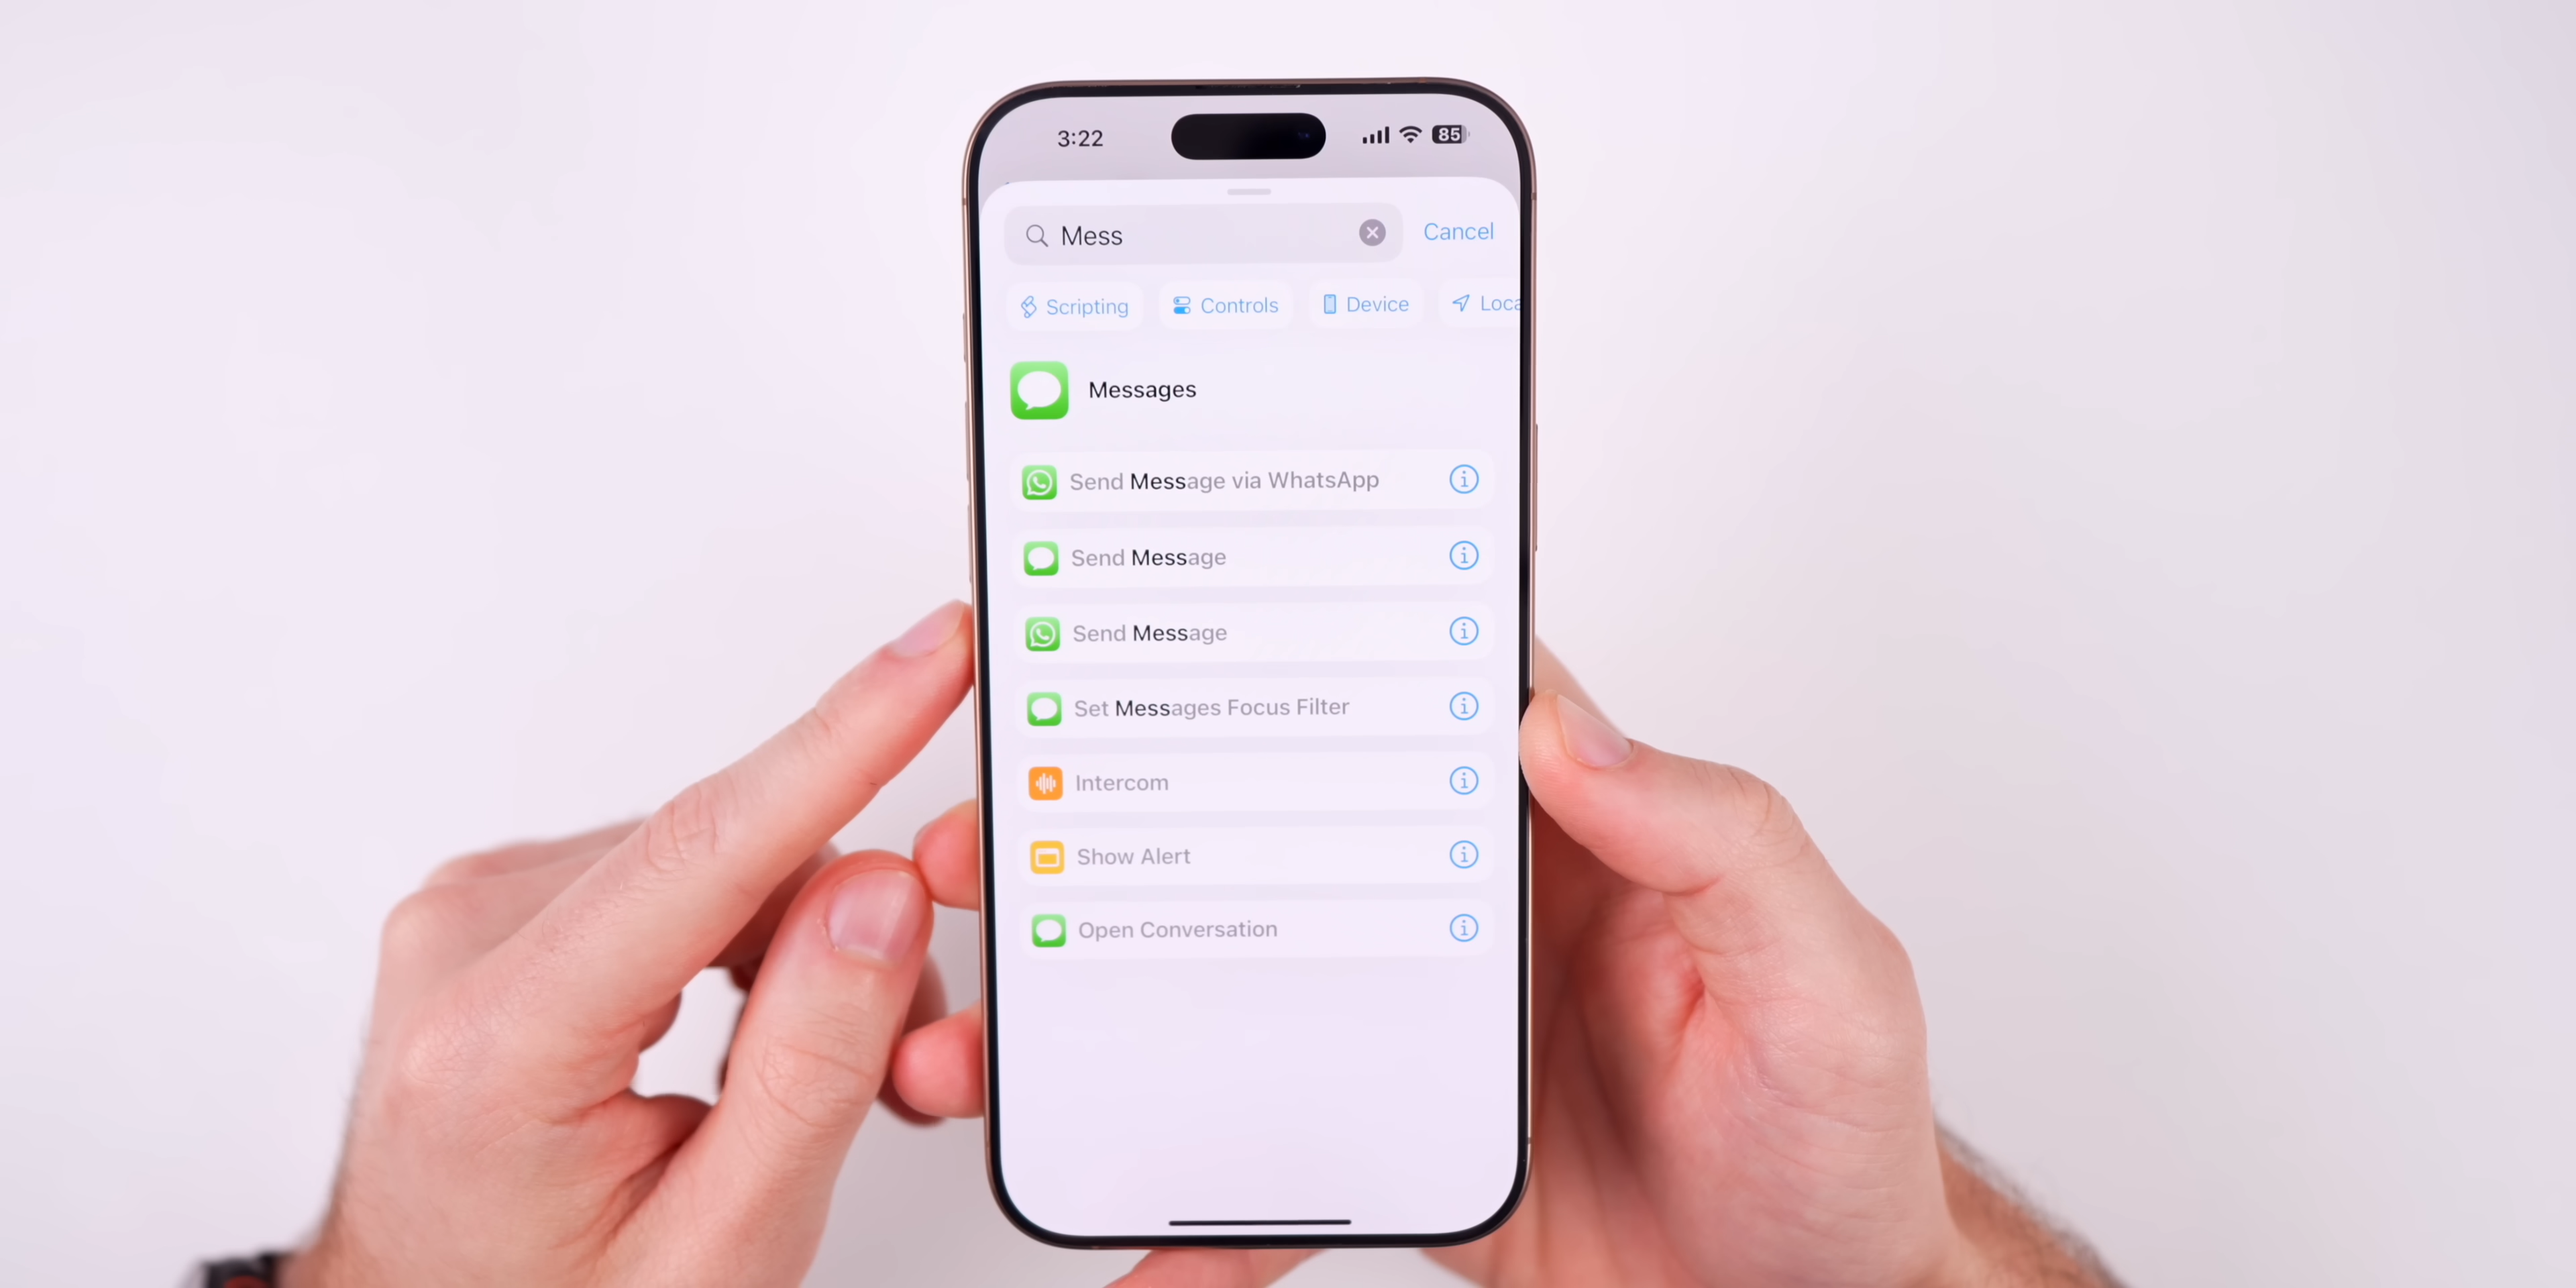 3:22
85
Mess
Cancel
Scripting
Controls
Device
Loca
Messages
Send Message via WhatsApp
Send Message
Send Message
Set Messages Focus Filter
Intercom
Show Alert
Open Conversation